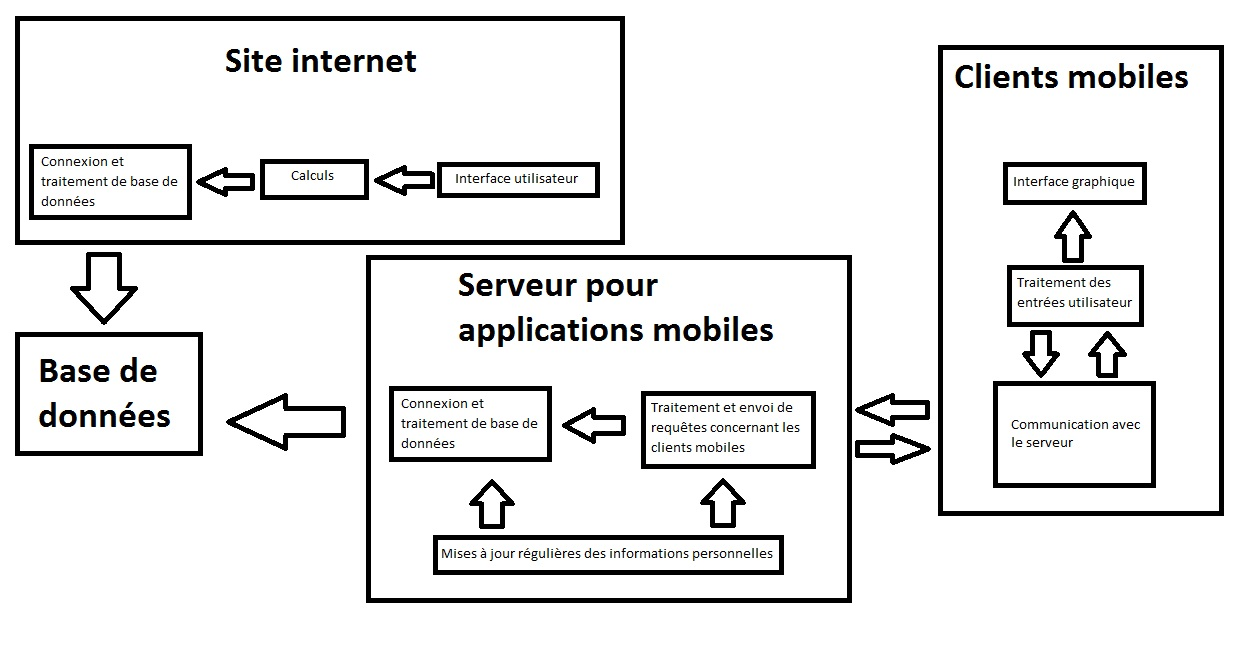 Site internet
Connexion et
traitement de base de
données
Calculs
Interface utilisateur
Base de
données
Serveur pour
applications mobiles
Connexion et
traitement de base de
données
Traitement et envoi de
requêtes concernant les
clients mobiles
Mises à jour régulières des informations personnelles
Clients mobiles
Interface graphique
Traitement des
entrées utilisateur
Communication avec
le serveur